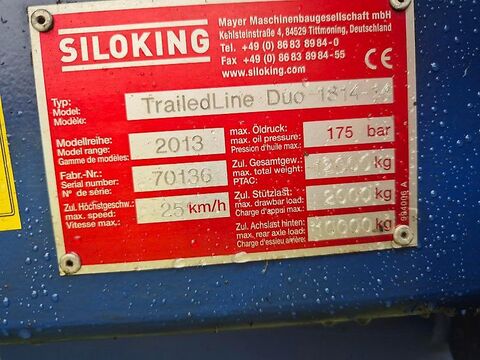 SILOKING
Mayer Maschinenbaugesellschaft mbH
Kehlsteinstraße 4, 84529 Tittmoning, Deutschland
Tel. +49 (0) 86 83 89 84-0
Fax +49 (0) 86 83 89 84-55
www.siloking.com
Typ:
Model:
Modèle:
TrailedLine Duo 1814-14
Modellreihe:
Model range:
Gamme de modèles:
2013
max. Öldruck:
max. oil pressure:
Pression d'huile max.:
175 bar
Fabr.-Nr.:
Serial number:
N° de série:
70136
Zul. Gesamtgew.:
max. total weight:
PTAC:
kg
Zul. Höchstgeschw.:
max. speed:
Vitesse max.:
25 km/h
Zul. Stützlast:
max. drawbar load:
Charge d'appui max.:
2000 kg
Zul. Achslast hinten:
max. rear axle load:
Charge d'essieu arrière:
10000 kg
994006 A